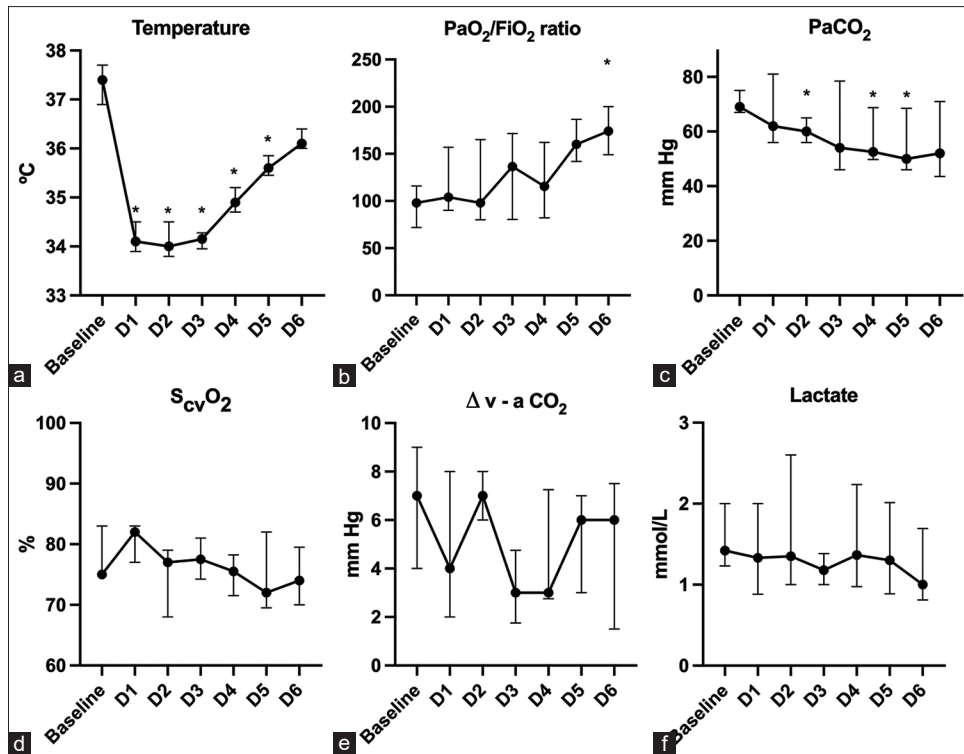 Temperature
38
37
36
35
34
33
ºC
*
*
*
*
*
Baseline
D1
D2
D3
D4
D5
D6
a
PaO2/FiO2 ratio
250
200
150
100
50
0
*
Baseline
D1
D2
D3
D4
D5
D6
b
PaCO2
80
60
40
20
0
mm Hg
*
*
*
Baseline
D1
D2
D3
D4
D5
D6
c
ScvO2
100
90
80
70
60
%
Baseline
D1
D2
D3
D4
D5
D6
d
Δ v - a CO2
10
8
6
4
2
0
mm Hg
Baseline
D1
D2
D3
D4
D5
D6
e
Lactate
3
2
1
0
mmol/L
Baseline
D1
D2
D3
D4
D5
D6
f